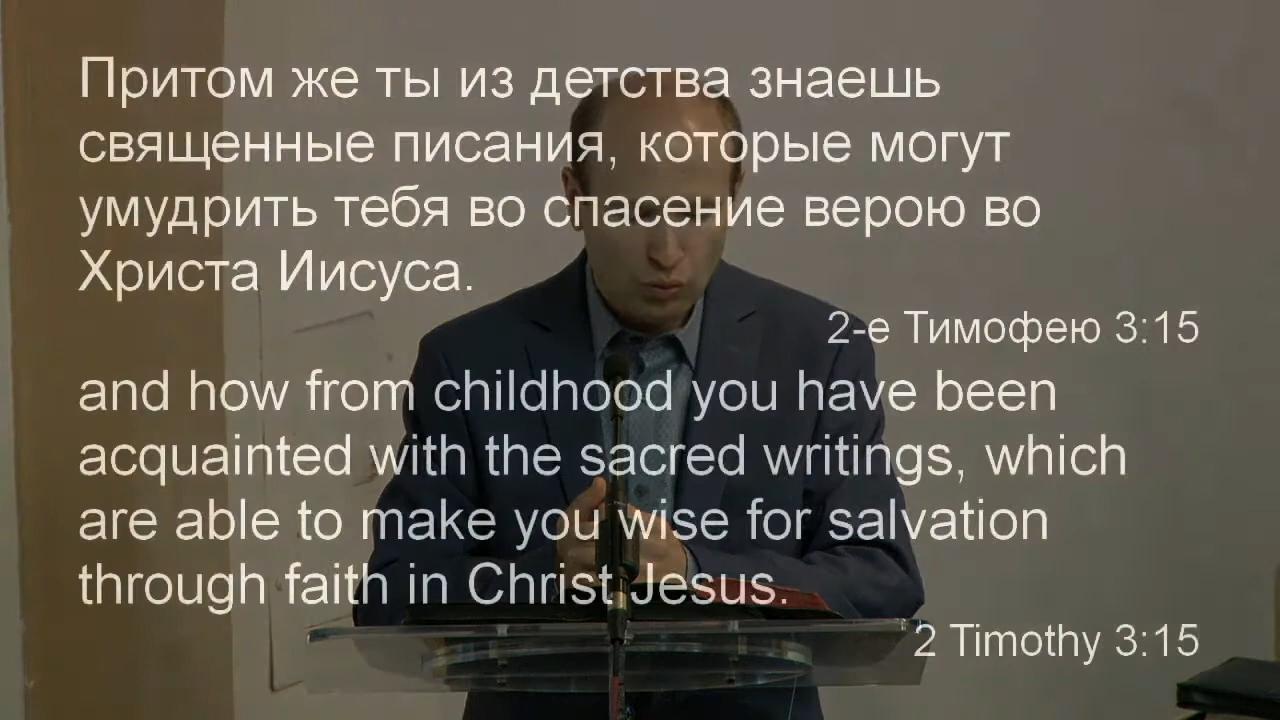 Притом же ты из детства знаешь
священные писания, которые могут
умудрить тебя во спасение верою во
Христа Иисуса.
2-е Тимофею 3:15
and how from childhood you have been
acquainted with the sacred writings, which
are able to make you wise for salvation
through faith in Christ Jesus.
2 Timothy 3:15